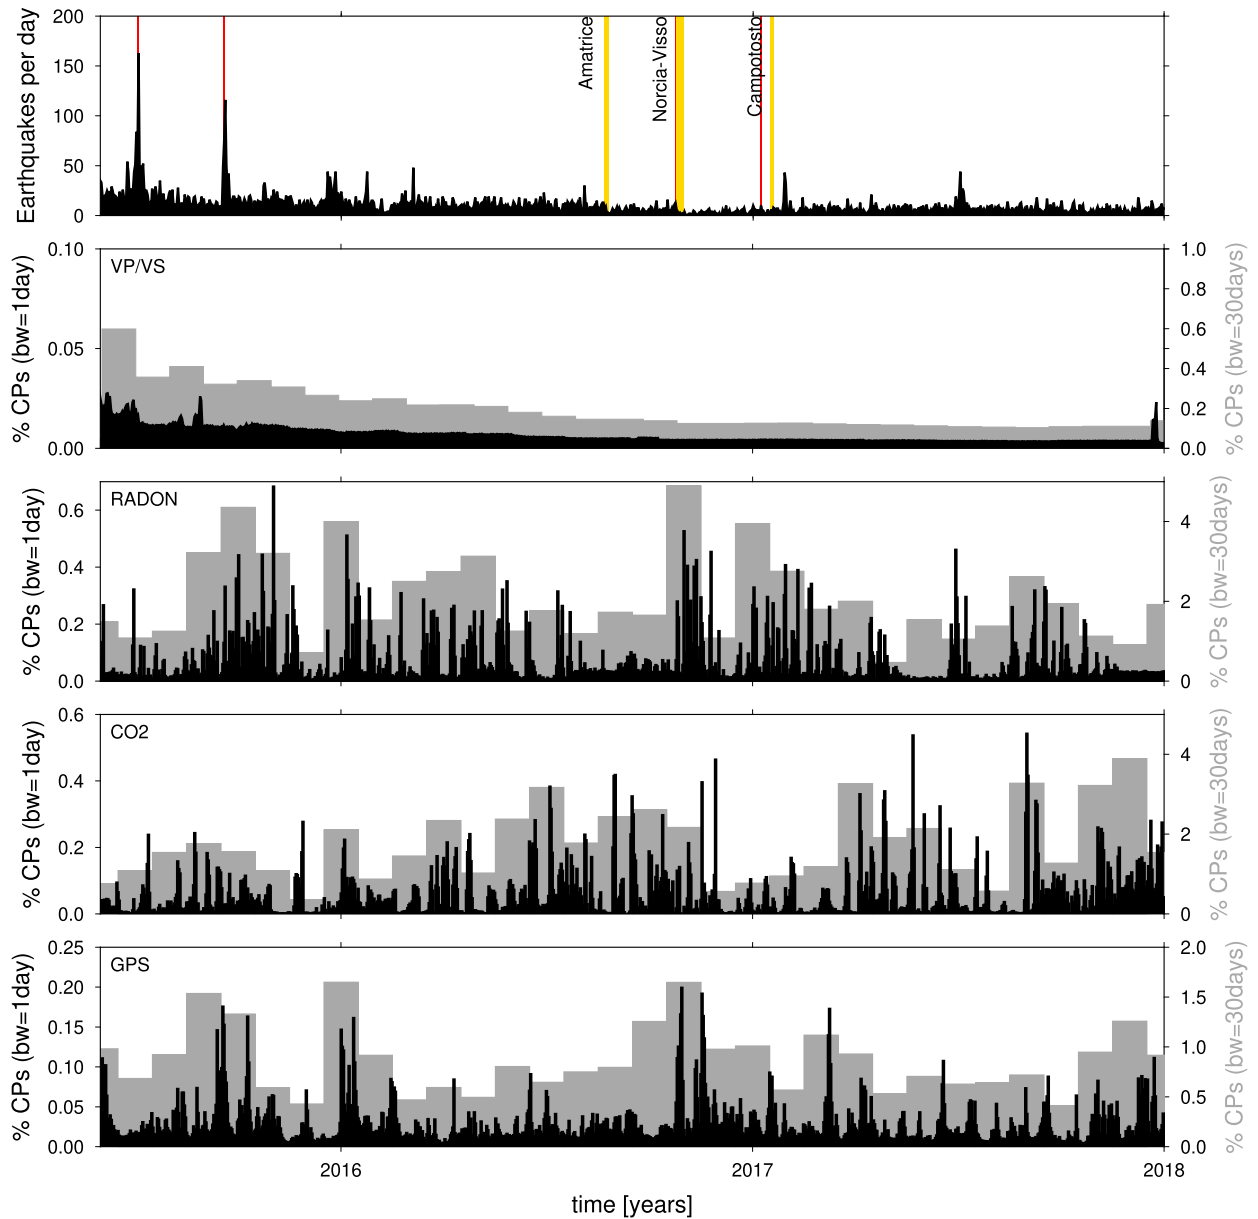 Earthquakes per day
200
150
100
50
0
Amatrice
Norcia-Visso
Campotosto
% CPs (bw=1day)
0.10
0.05
0.00
VP/VS
1.0
0.8
0.6
0.4
0.2
0.0
% CPs (bw=30days)
% CPs (bw=1day)
0.6
0.4
0.2
0.0
RADON
4
2
0
% CPs (bw=30days)
% CPs (bw=1day)
0.6
0.4
0.2
0.0
CO2
4
2
0
% CPs (bw=30days)
% CPs (bw=1day)
0.25
0.20
0.15
0.10
0.05
0.00
GPS
2.0
1.5
1.0
0.5
0.0
% CPs (bw=30days)
2016
2017
2018
time [years]